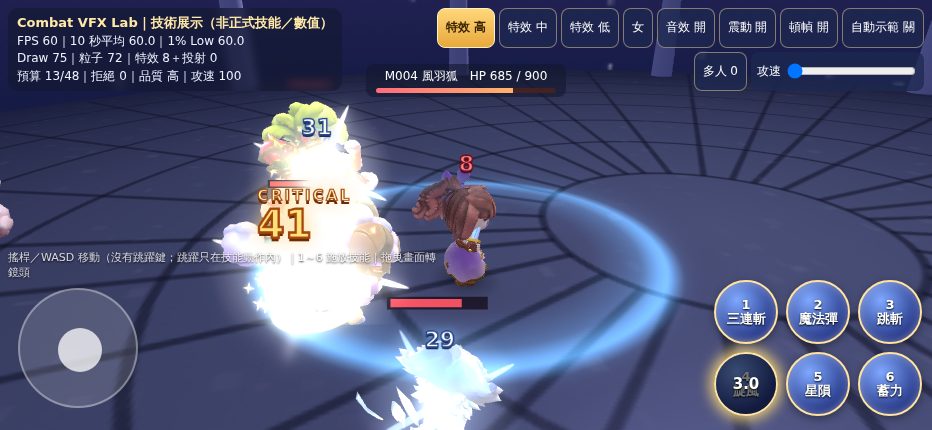 Combat VFX Lab｜技術展示（非正式技能／數值）
FPS 60｜10 秒平均 60.0｜1% Low 60.0
Draw 75｜粒子 72｜特效 8＋投射 0
預算 13/48｜拒絕 0｜品質 高｜攻速 100
特效 高
特效 中
特效 低
女
音效 開
震動 開
頓幀 開
自動示範 關
多人 0
攻速
M004 風羽狐 HP 685 / 900
31
8
CRITICAL
41
搖桿／WASD 移動（沒有跳躍鍵；跳躍只在技能動作內）｜1～6 施放技能｜拖曳畫面轉
鏡頭
29
1
三連斬
2
魔法彈
3
跳斬
3.0
旋風
5
星隕
6
蓄力